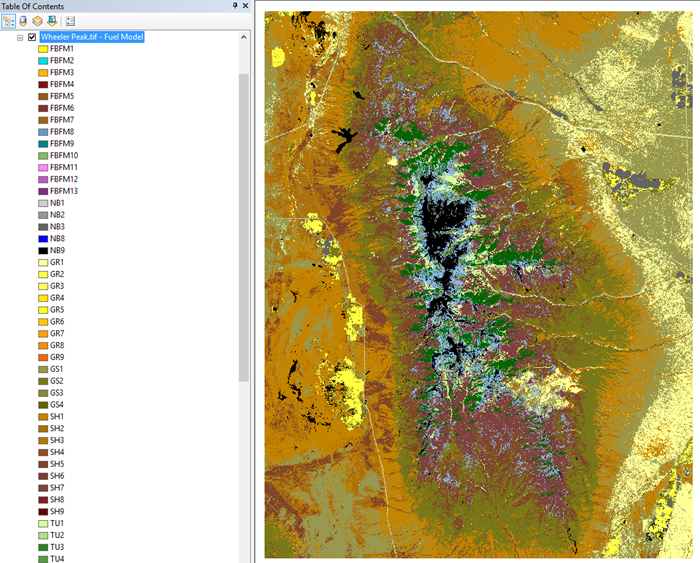 Table Of Contents
Wheeler Peak.tif - Fuel Model
FBFM1
FBFM2
FBFM3
FBFM4
FBFM5
FBFM6
FBFM7
FBFM8
FBFM9
FBFM10
FBFM11
FBFM12
FBFM13
NB1
NB2
NB3
NB8
NB9
GR1
GR2
GR3
GR4
GR5
GR6
GR7
GR8
GR9
GS1
GS2
GS3
GS4
SH1
SH2
SH3
SH4
SH5
SH6
SH7
SH8
SH9
TU1
TU2
TU3
TU4